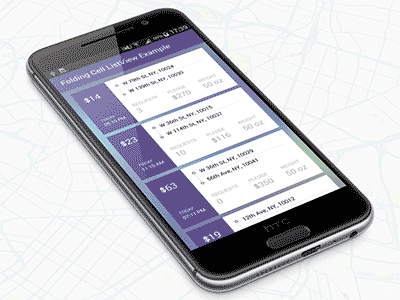 17:39
Folding Cell ListView Example
$14
TODAY
05:10 PM
W 79th St, NY, 10024
W 139th St, NY, 10030
REQUESTS PLEDGE WEIGHT
3 $270 50 oz
$23
TODAY
11:10 AM
W 36th St, NY, 10015
W 114th St, NY, 10037
REQUESTS PLEDGE WEIGHT
10 $116 50 oz
$63
TODAY
07:11 PM
W 36th St, NY, 10029
56th Ave, NY, 10041
REQUESTS PLEDGE WEIGHT
0 $350 50 oz
$19
12th Ave, NY, 10012
hTC